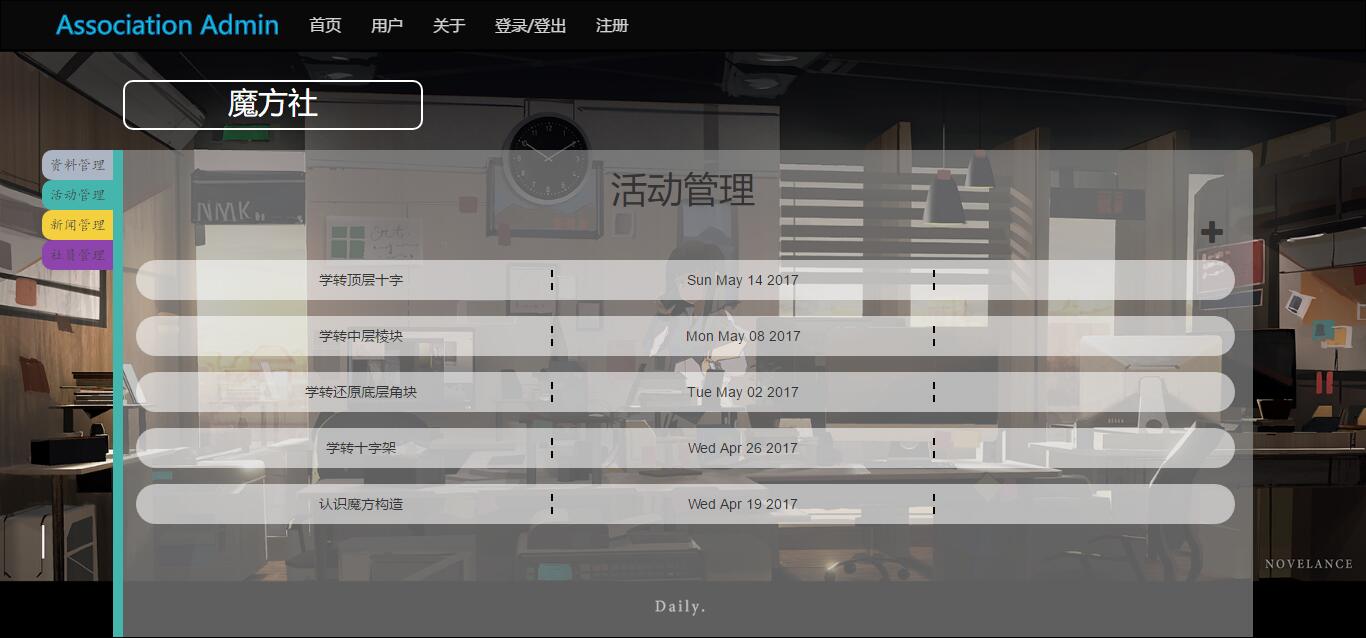 Association Admin 首页 用户 关于 登录/登出 注册
魔方社
资料管理
活动管理
新闻管理
社员管理
活动管理
学转顶层十字 Sun May 14 2017
学转中层棱块 Mon May 08 2017
学转还原底层角块 Tue May 02 2017
学转十字架 Wed Apr 26 2017
认识魔方构造 Wed Apr 19 2017
NMK..
NOVELANCE
Daily.